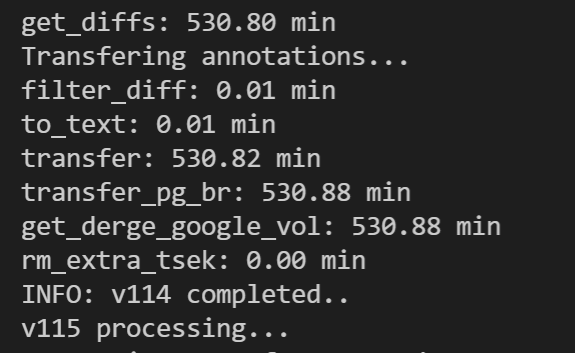 get_diffs: 530.80 min
Transfering annotations...
filter_diff: 0.01 min
to_text: 0.01 min
transfer: 530.82 min
transfer_pg_br: 530.88 min
get_derge_google_vol: 530.88 min
rm_extra_tsek: 0.00 min
INFO: v114 completed..
v115 processing...